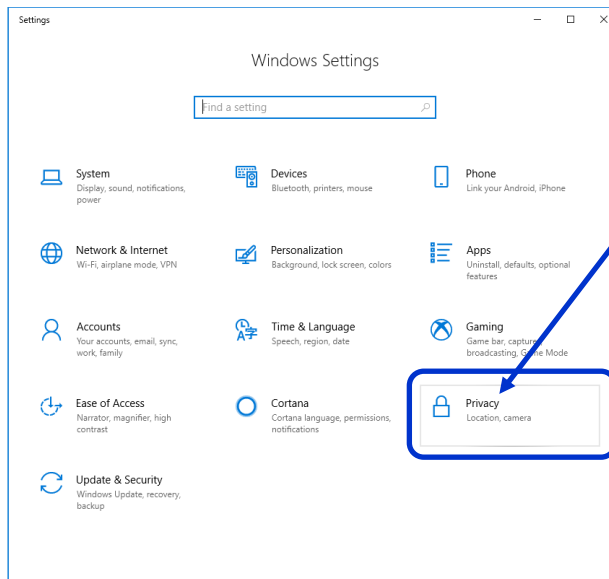 Settings
Windows Settings
Find a setting
System
Display, sound, notifications,
power
Devices
Bluetooth, printers, mouse
Phone
Link your Android, iPhone
Network & Internet
Wi-Fi, airplane mode, VPN
Personalization
Background, lock screen, colors
Apps
Uninstall, defaults, optional
features
Accounts
Your accounts, email, sync,
work, family
Time & Language
Speech, region, date
Gaming
Game bar, capture,
broadcasting, Game Mode
Ease of Access
Narrator, magnifier, high
contrast
Cortana
Cortana language, permissions,
notifications
Privacy
Location, camera
Update & Security
Windows Update, recovery,
backup